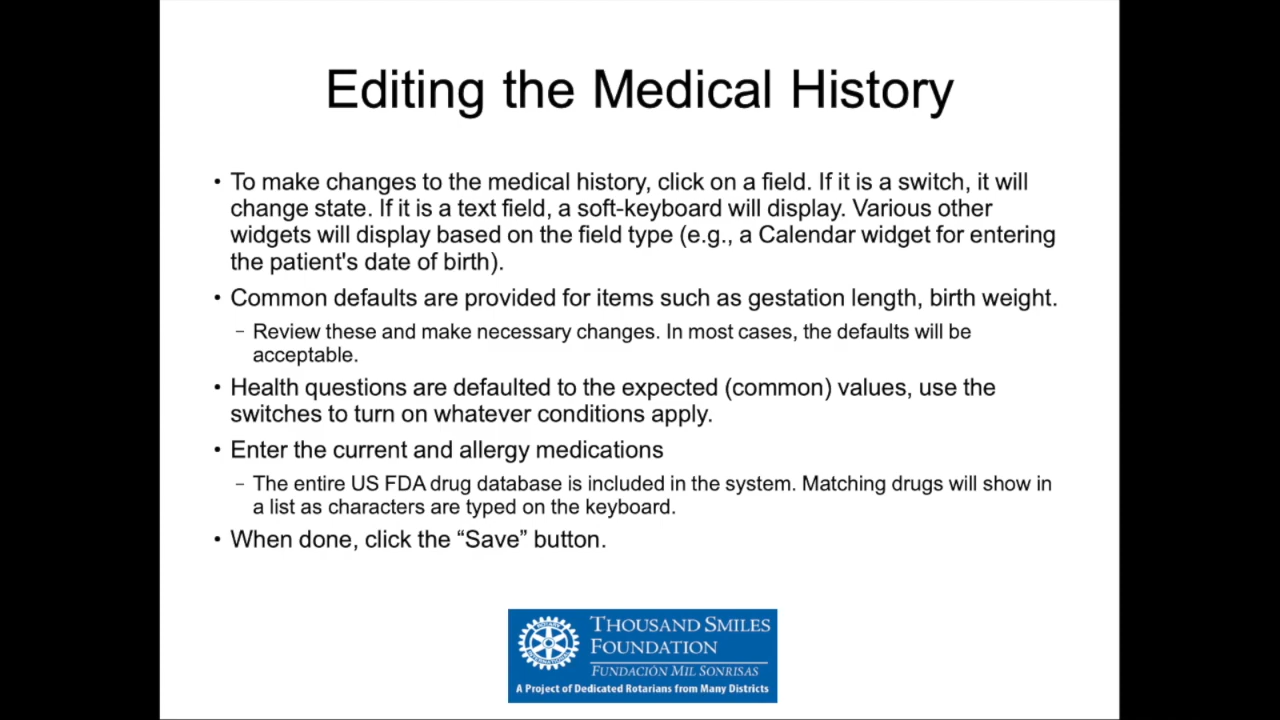 Editing the Medical History
• To make changes to the medical history, click on a field. If it is a switch, it will
change state. If it is a text field, a soft-keyboard will display. Various other
widgets will display based on the field type (e.g., a Calendar widget for entering
the patient's date of birth).
• Common defaults are provided for items such as gestation length, birth weight.
– Review these and make necessary changes. In most cases, the defaults will be
acceptable.
• Health questions are defaulted to the expected (common) values, use the
switches to turn on whatever conditions apply.
• Enter the current and allergy medications
– The entire US FDA drug database is included in the system. Matching drugs will show in
a list as characters are typed on the keyboard.
• When done, click the “Save” button.
ROTARY
INTERNATIONAL
THOUSAND SMILES
FOUNDATION
FUNDACIÓN MIL SONRISAS
A Project of Dedicated Rotarians from Many Districts